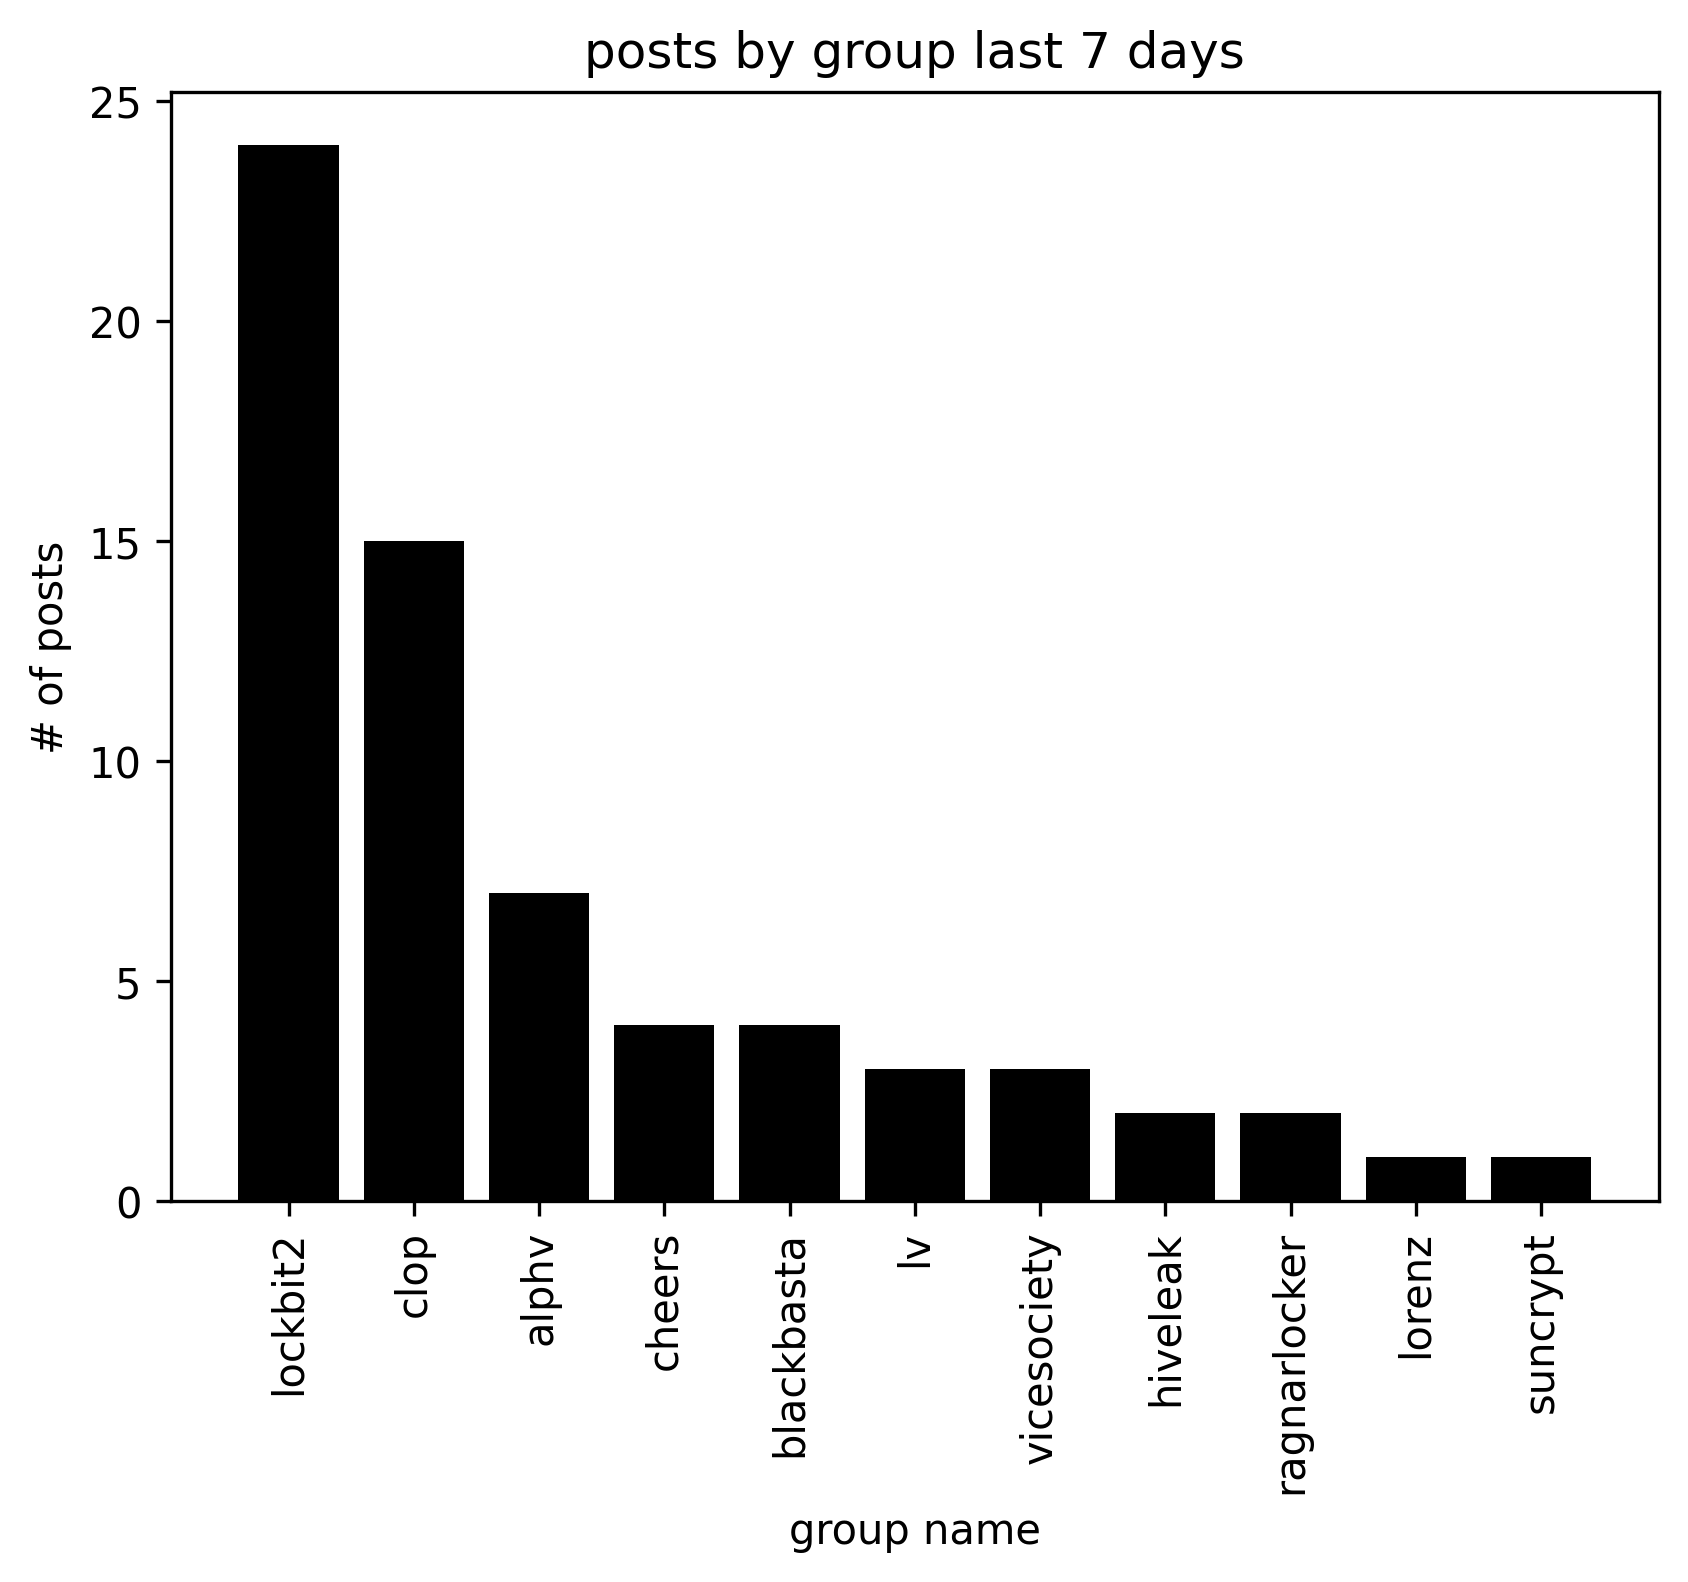 posts by group last 7 days
25
20
15
10
5
0
# of posts
lockbit2
clop
alphv
cheers
blackbasta
lv
vicesociety
hiveleak
ragnarlocker
lorenz
suncrypt
group name